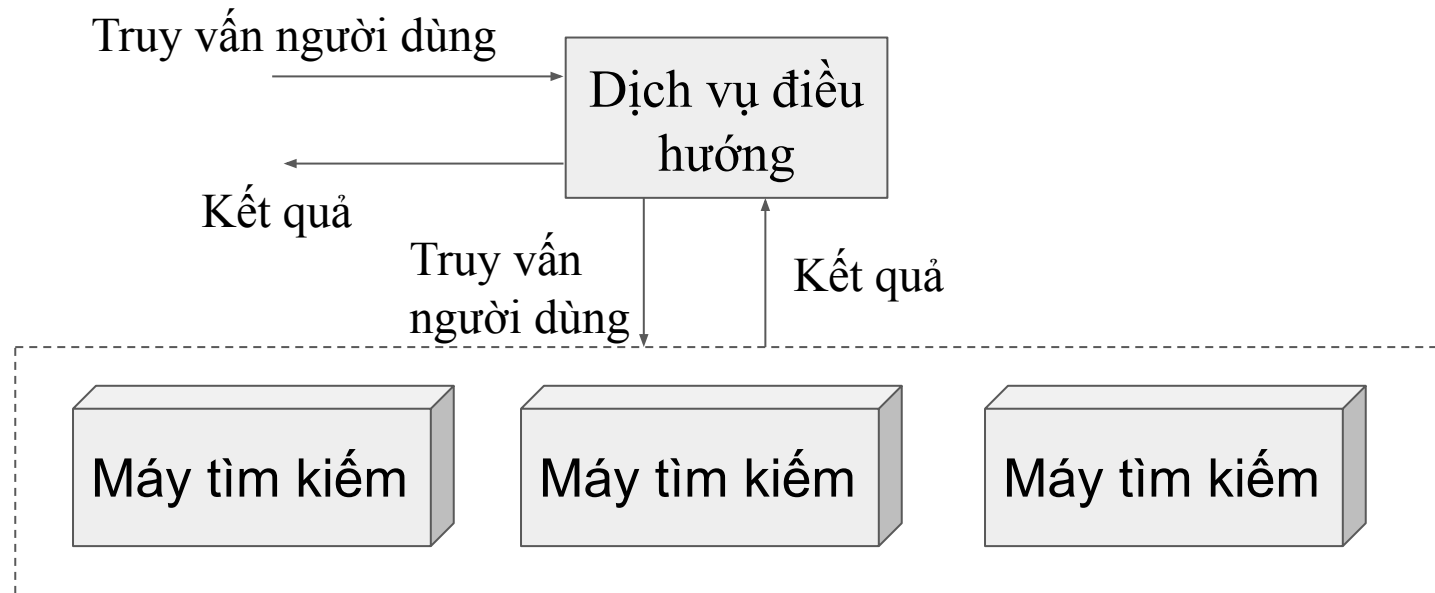 Truy vấn người dùng
Dịch vụ điều
hướng
Kết quả
Truy vấn
người dùng
Kết quả
Máy tìm kiếm
Máy tìm kiếm
Máy tìm kiếm